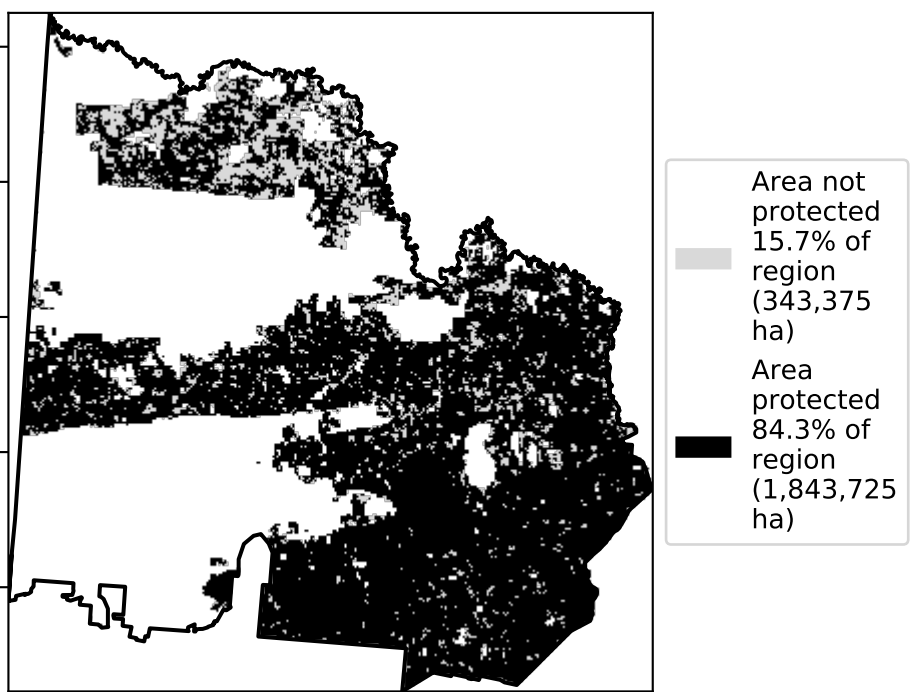 Area not
protected
15.7% of
region
(343,375
ha)
Area
protected
84.3% of
region
(1,843,725
ha)